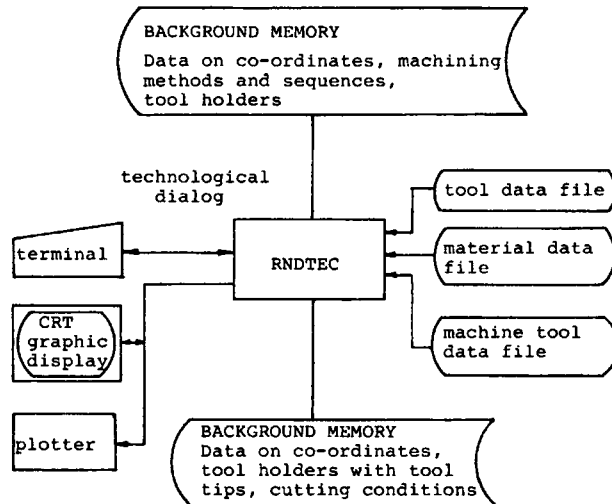 BACKGROUND MEMORY
Data on co-ordinates, machining
methods and sequences,
tool holders
technological
dialog
terminal
CRT
graphic
display
plotter
RNDTEC
tool data file
material data
file
machine tool
data file
BACKGROUND MEMORY
Data on co-ordinates,
tool holders with tool
tips, cutting conditions